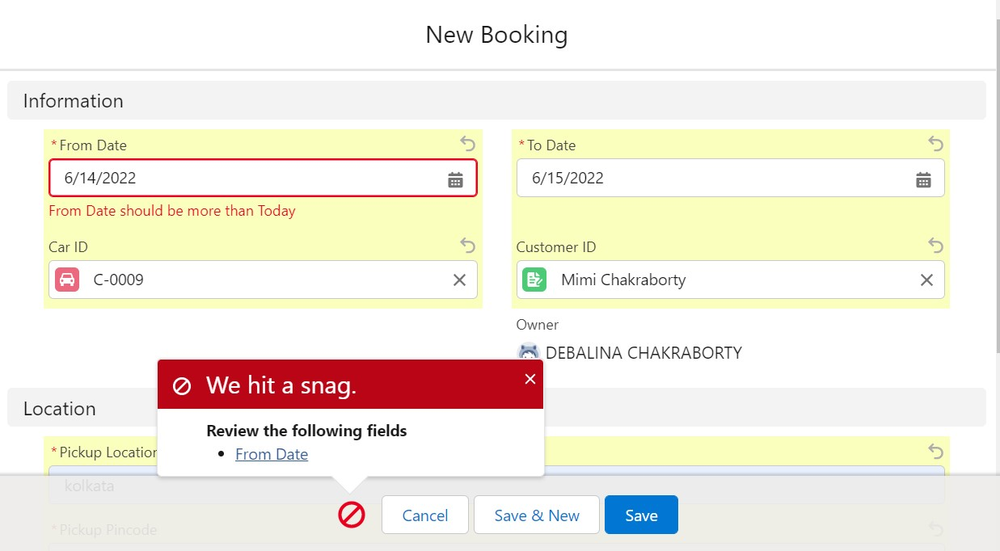 New Booking
Information
*From Date
6/14/2022
From Date should be more than Today
*To Date
6/15/2022
Car ID
C-0009
Customer ID
Mimi Chakraborty
Owner
DEBALINA CHAKRABORTY
We hit a snag.
Review the following fields
• From Date
Location
*Pickup Location
kolkata
*Pickup Pincode
Cancel
Save & New
Save